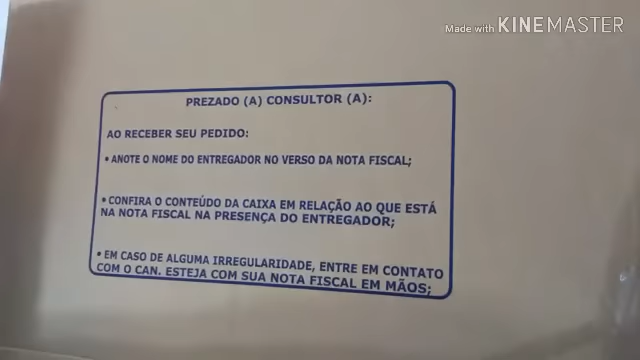 Made with KINEMASTER
PREZADO (A) CONSULTOR (A):
AO RECEBER SEU PEDIDO:
• ANOTE O NOME DO ENTREGADOR NO VERSO DA NOTA FISCAL;
• CONFIRA O CONTEÚDO DA CAIXA EM RELAÇÃO AO QUE ESTÁ
NA NOTA FISCAL NA PRESENÇA DO ENTREGADOR;
• EM CASO DE ALGUMA IRREGULARIDADE, ENTRE EM CONTATO
COM O CAN. ESTEJA COM SUA NOTA FISCAL EM MÃOS;